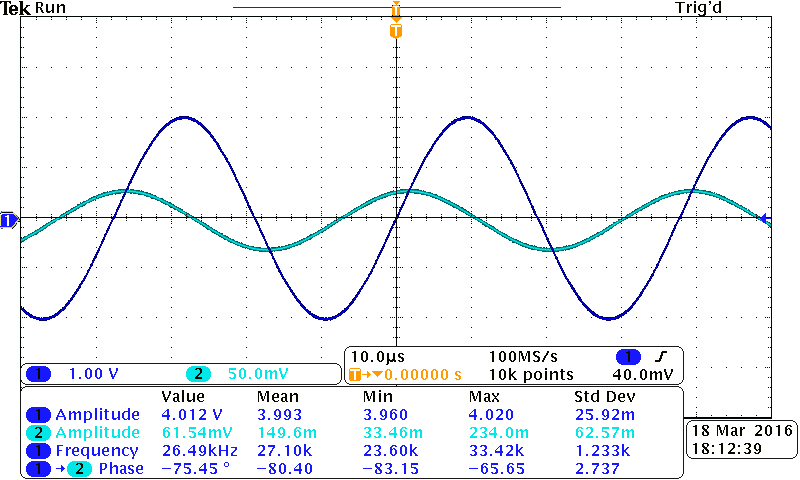 Tek Run Trig'd
T
T
1
10.0µs 100MS/s 1
1 1.00 V 2 50.0mV T→▼0.00000 s 10k points 40.0mV
Value Mean Min Max Std Dev
1 Amplitude 4.012 V 3.993 3.960 4.020 25.92m
2 Amplitude 61.54mV 149.6m 33.46m 234.0m 62.57m
1 Frequency 26.49kHz 27.10k 23.60k 33.42k 1.233k
1 → 2 Phase −75.45 ° −80.40 −83.15 −65.65 2.737
18 Mar 2016
18:12:39